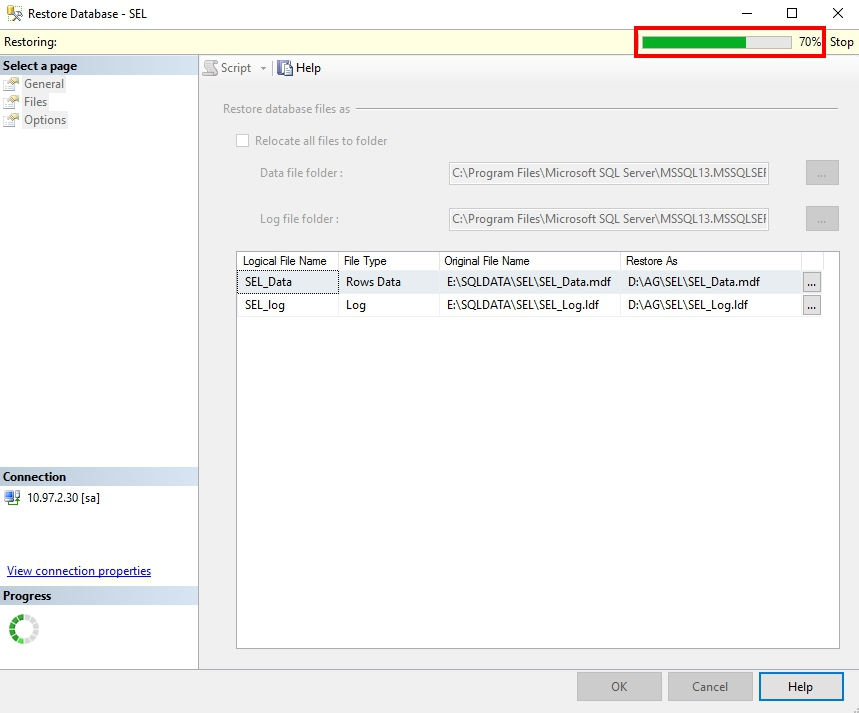 Restore Database - SEL
Restoring: 70% Stop
Select a page
General
Files
Options
Script Help
Restore database files as
Relocate all files to folder
Data file folder : C:\Program Files\Microsoft SQL Server\MSSQL13.MSSQLSER ...
Log file folder : C:\Program Files\Microsoft SQL Server\MSSQL13.MSSQLSER ...
Logical File Name File Type Original File Name Restore As
SEL_Data Rows Data E:\SQLDATA\SEL\SEL_Data.mdf D:\AG\SEL\SEL_Data.mdf ...
SEL_log Log E:\SQLDATA\SEL\SEL_Log.ldf D:\AG\SEL\SEL_Log.ldf ...
Connection
10.97.2.30 [sa]
View connection properties
Progress
OK Cancel Help